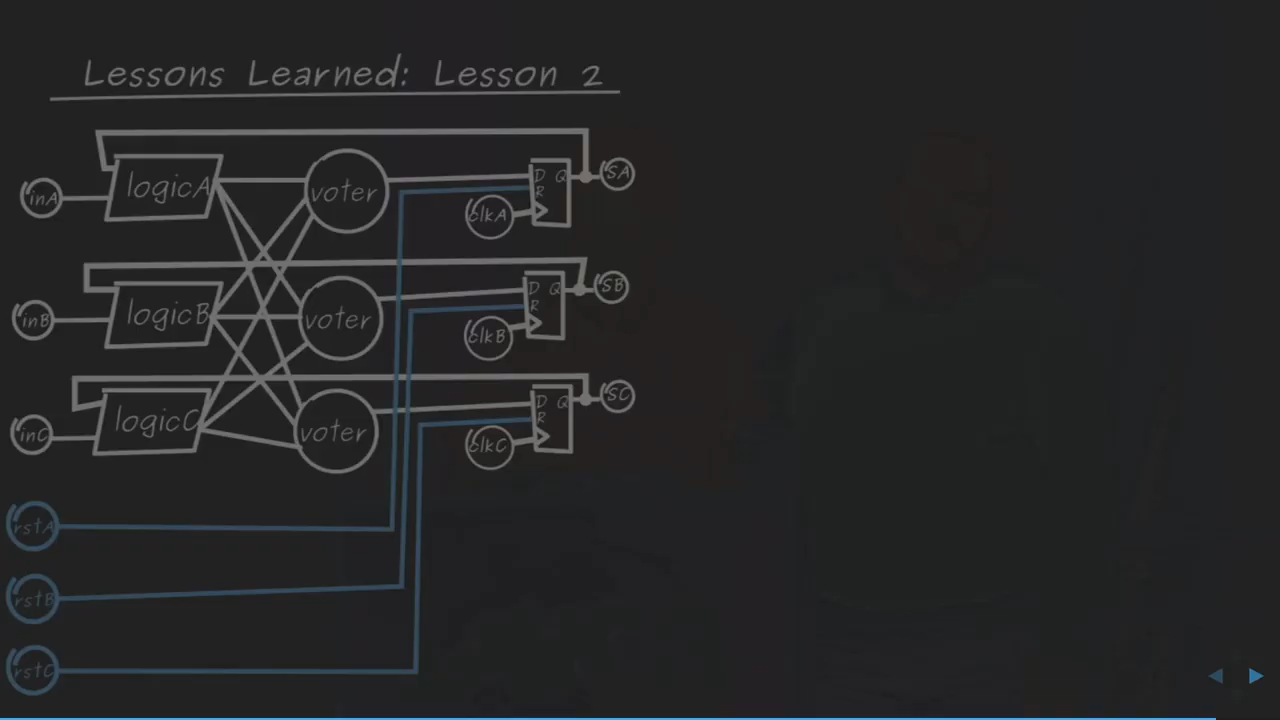 Lessons Learned: Lesson 2
inA logicA voter D Q R clkA SA
inB logicB voter D Q R clkB SB
inC logicC voter D Q R clkC SC
rstA
rstB
rstC